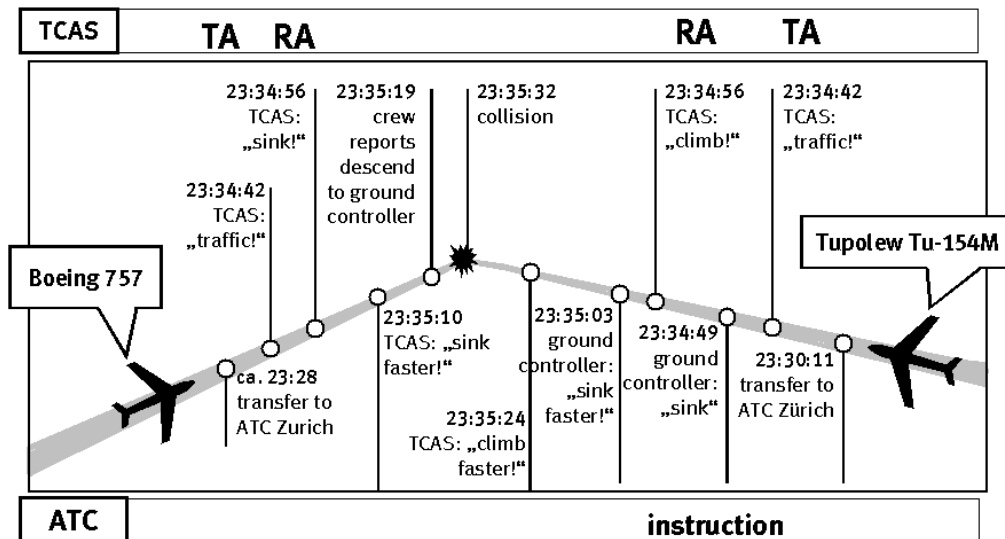 TCAS
TA RA
RA TA
23:34:56
TCAS:
„sink!“
23:35:19
crew
reports
descend
to ground
controller
23:35:32
collision
23:34:56
TCAS:
„climb!“
23:34:42
TCAS:
„traffic!“
23:34:42
TCAS:
„traffic!“
Boeing 757
Tupolew Tu-154M
ca. 23:28
transfer to
ATC Zurich
23:35:10
TCAS: „sink
faster!“
23:35:24
TCAS: „climb
faster!“
23:35:03
ground
controller:
„sink
faster!“
23:34:49
ground
controller:
„sink“
23:30:11
transfer to
ATC Zürich
ATC
instruction